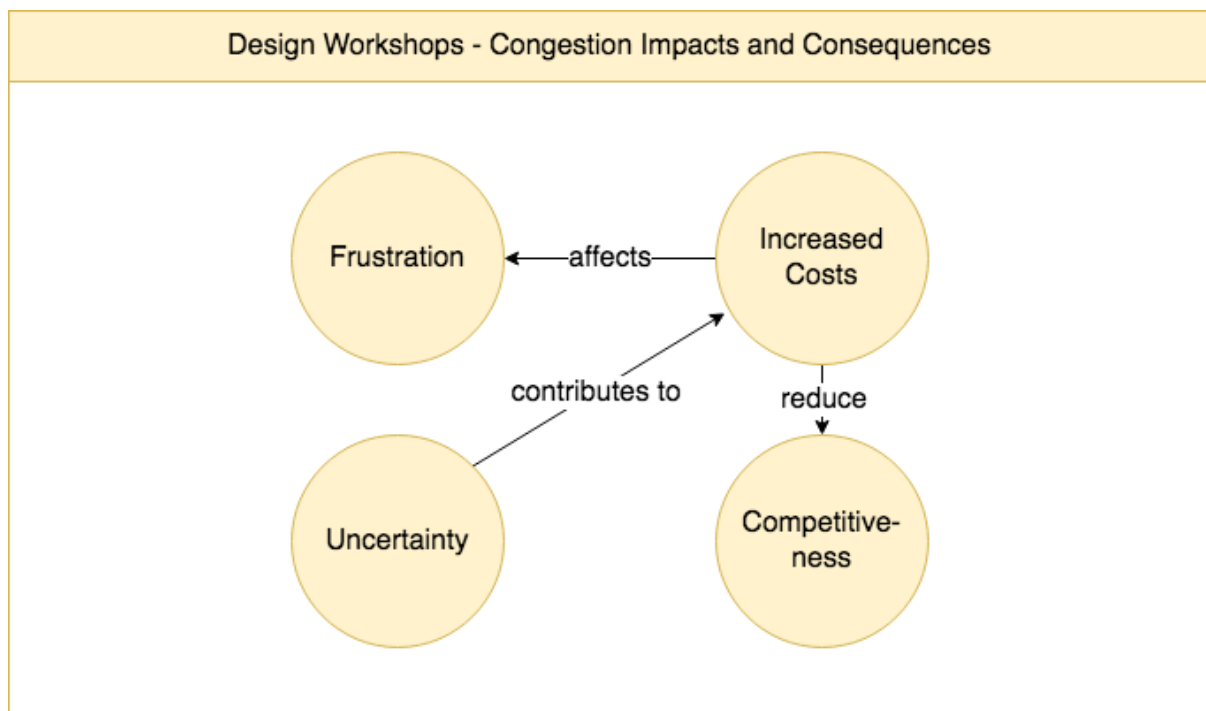 Design Workshops - Congestion Impacts and Consequences
Frustration
affects
Increased
Costs
contributes to
reduce
Uncertainty
Competitive-
ness